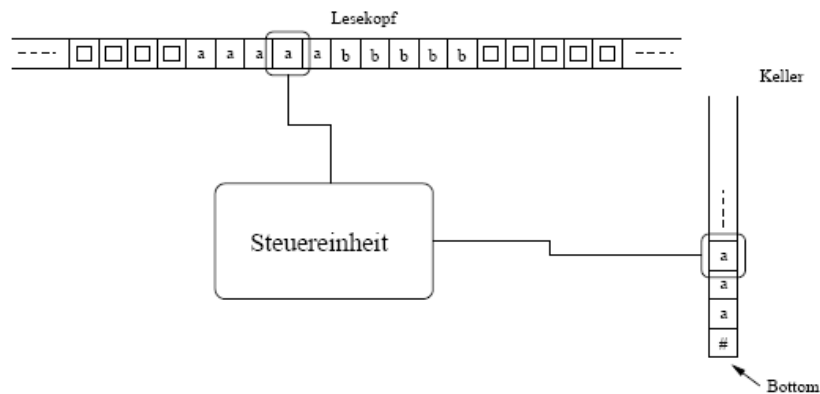 Lesekopf
a a a a a b b b b b
Keller
Steuereinheit
a
a
a
#
Bottom